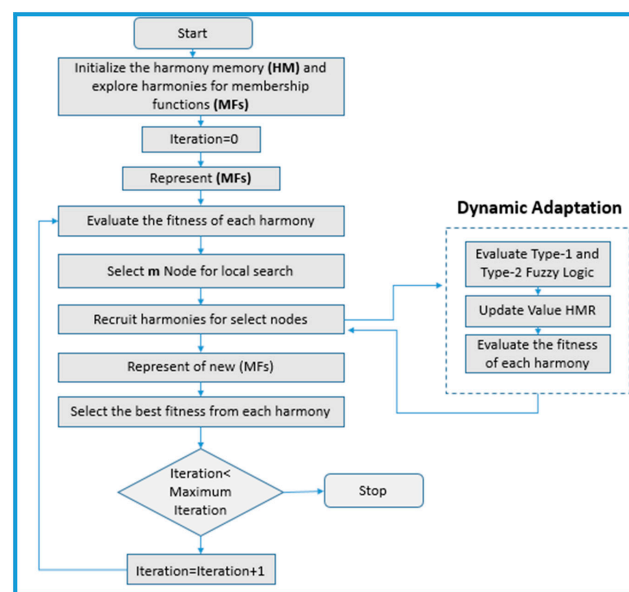 Start
Initialize the harmony memory (HM) and
explore harmonies for membership
functions (MFs)
Iteration=0
Represent (MFs)
Evaluate the fitness of each harmony
Select m Node for local search
Recruit harmonies for select nodes
Represent of new (MFs)
Select the best fitness from each harmony
Iteration<
Maximum
Iteration
Stop
Iteration=Iteration+1
Dynamic Adaptation
Evaluate Type-1 and
Type-2 Fuzzy Logic
Update Value HMR
Evaluate the fitness
of each harmony